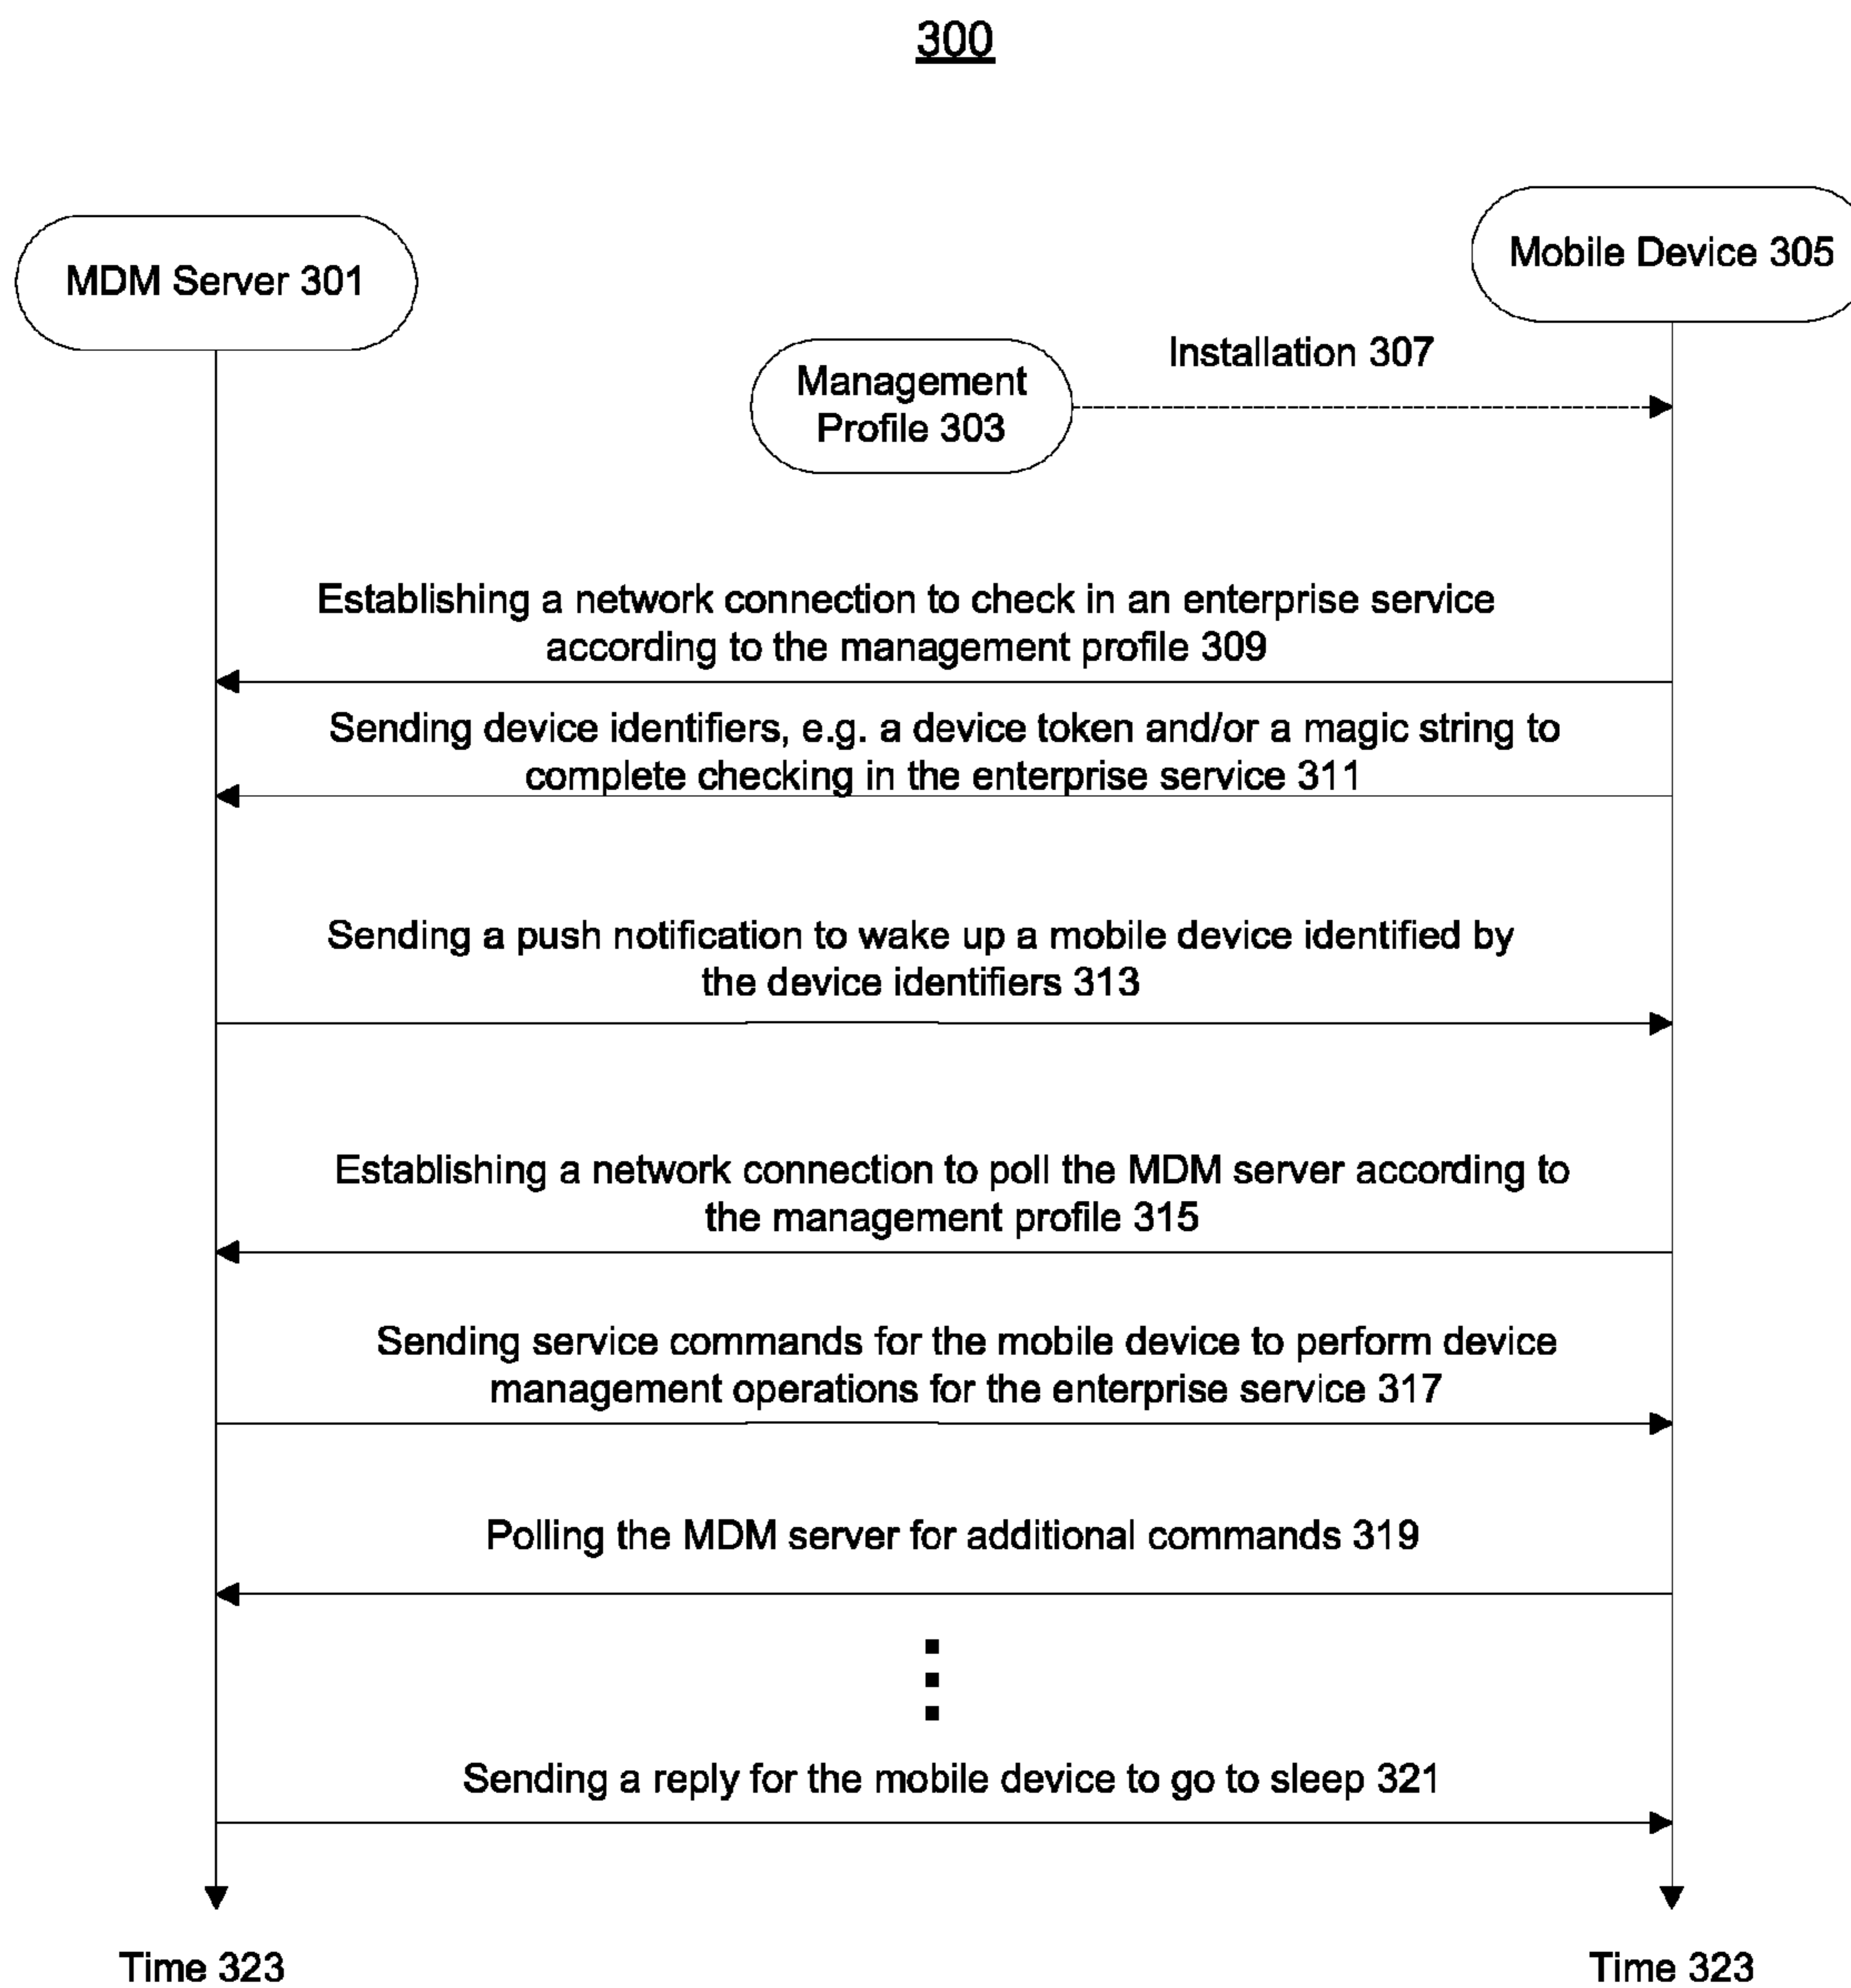 300
MDM Server 301
Mobile Device 305
Installation 307
Management
Profile 303
Establishing a network connection to check in an enterprise service
according to the management profile 309
Sending device identifiers, e.g. a device token and/or a magic string to
complete checking in the enterprise service 311
Sending a push notification to wake up a mobile device identified by
the device identifiers 313
Establishing a network connection to poll the MDM server according to
the management profile 315
Sending service commands for the mobile device to perform device
management operations for the enterprise service 317
Polling the MDM server for additional commands 319
Sending a reply for the mobile device to go to sleep 321
Time 323
Time 323